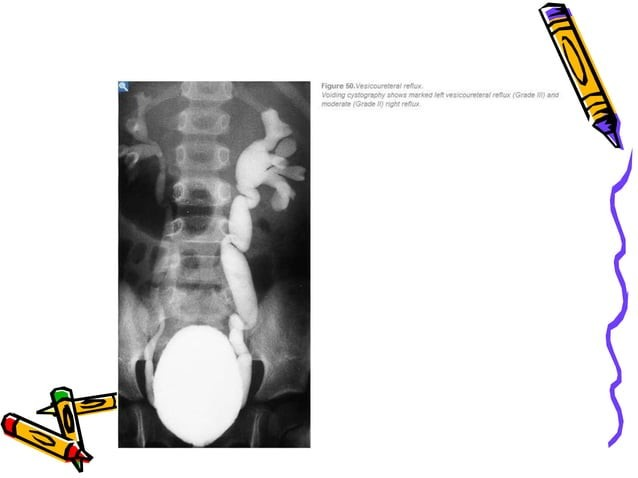 Figure 50.Vesicoureteral reflux.
Voiding cystography shows marked left vesicoureteral reflux (Grade III) and
moderate (Grade II) right reflux.